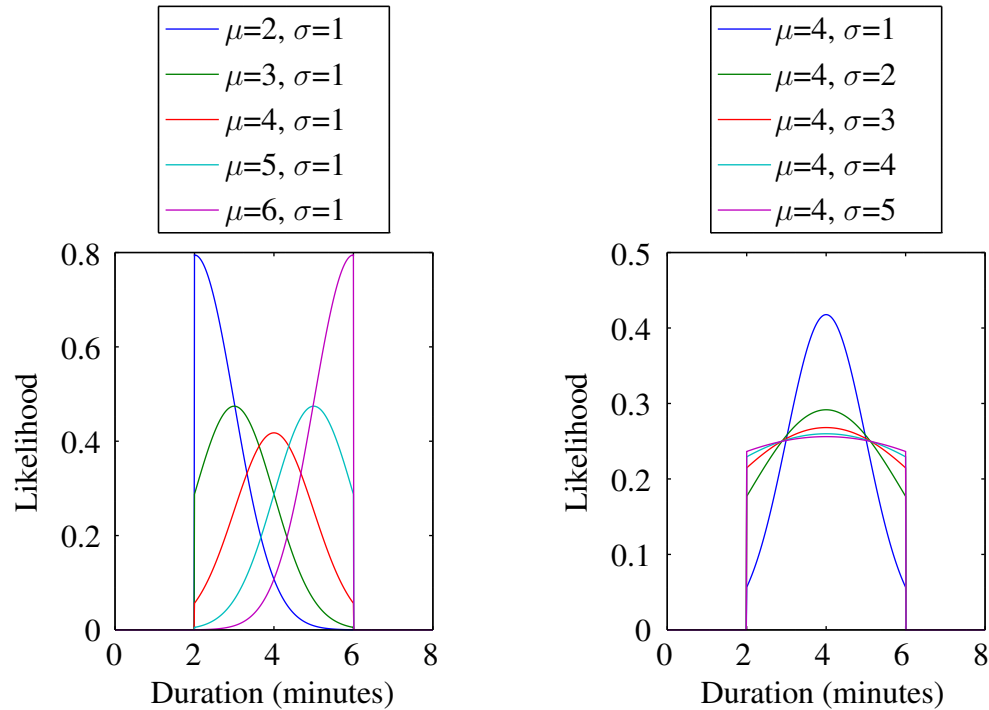 μ=2, σ=1
μ=3, σ=1
μ=4, σ=1
μ=5, σ=1
μ=6, σ=1
0.8
0.6
0.4
0.2
0
0 2 4 6 8
Likelihood
Duration (minutes)
μ=4, σ=1
μ=4, σ=2
μ=4, σ=3
μ=4, σ=4
μ=4, σ=5
0.5
0.4
0.3
0.2
0.1
0
0 2 4 6 8
Likelihood
Duration (minutes)